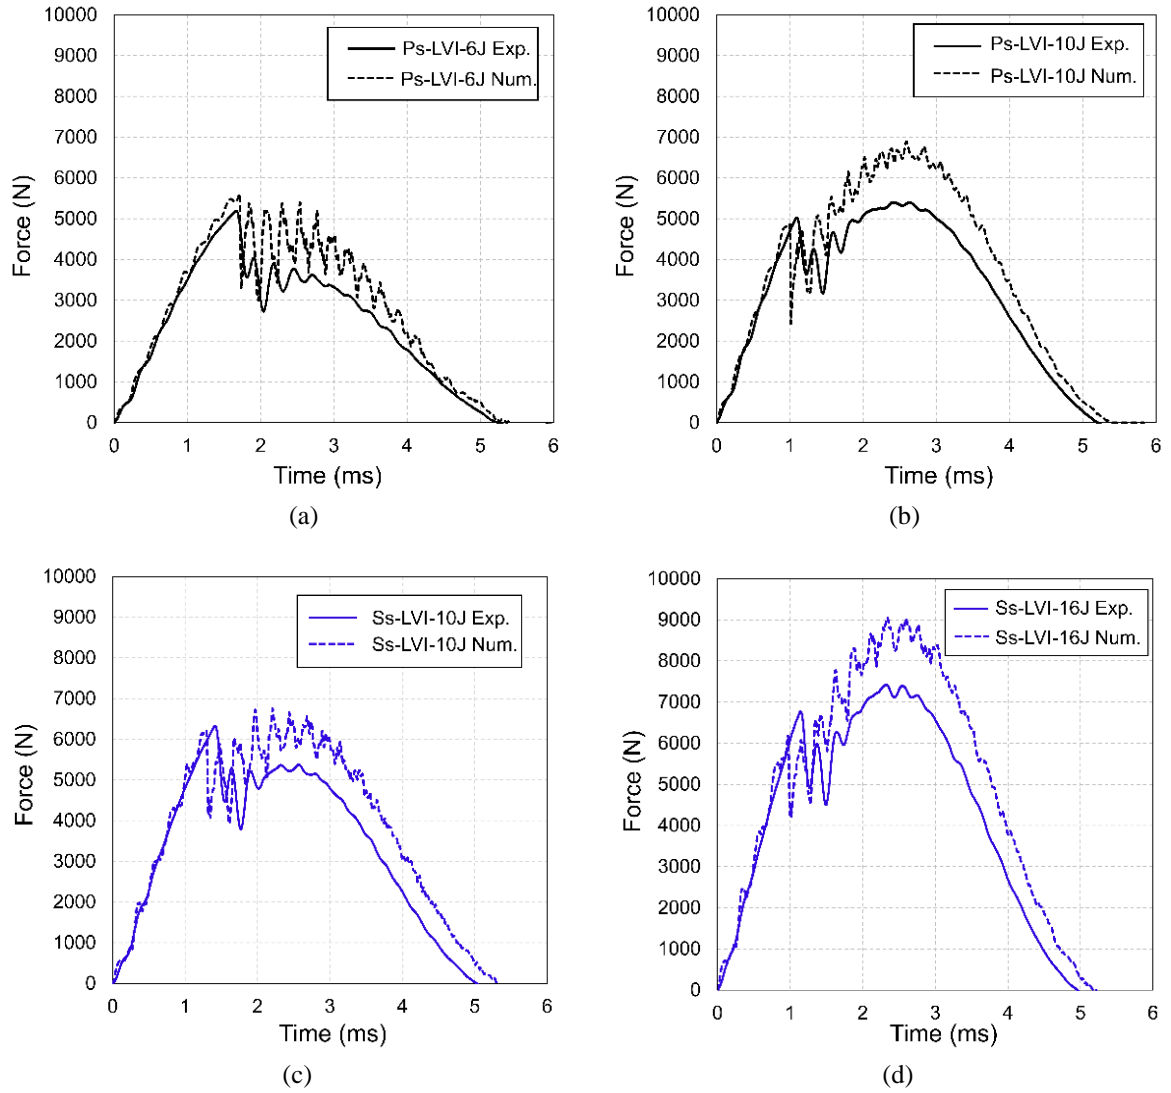 10000
9000
8000
7000
6000
5000
4000
3000
2000
1000
0
Force (N)
Ps-LVI-6J Exp.
Ps-LVI-6J Num.
0 1 2 3 4 5 6
Time (ms)
(a)
10000
9000
8000
7000
6000
5000
4000
3000
2000
1000
0
Force (N)
Ps-LVI-10J Exp.
Ps-LVI-10J Num.
0 1 2 3 4 5 6
Time (ms)
(b)
10000
9000
8000
7000
6000
5000
4000
3000
2000
1000
0
Force (N)
Ss-LVI-10J Exp.
Ss-LVI-10J Num.
0 1 2 3 4 5 6
Time (ms)
(c)
10000
9000
8000
7000
6000
5000
4000
3000
2000
1000
0
Force (N)
Ss-LVI-16J Exp.
Ss-LVI-16J Num.
0 1 2 3 4 5 6
Time (ms)
(d)